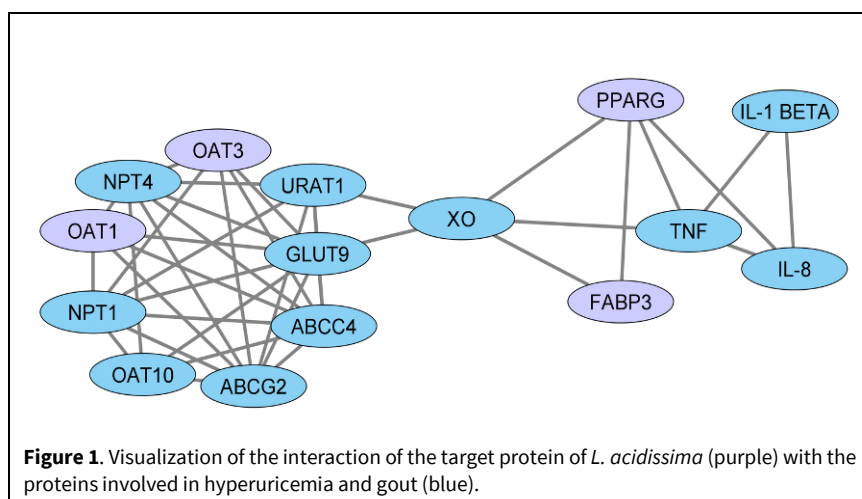 PPARG
IL-1 BETA
OAT3
NPT4
URAT1
OAT1
XO
TNF
GLUT9
IL-8
NPT1
FABP3
ABCC4
OAT10
ABCG2
Figure 1. Visualization of the interaction of the target protein of L. acidissima (purple) with the
proteins involved in hyperuricemia and gout (blue).